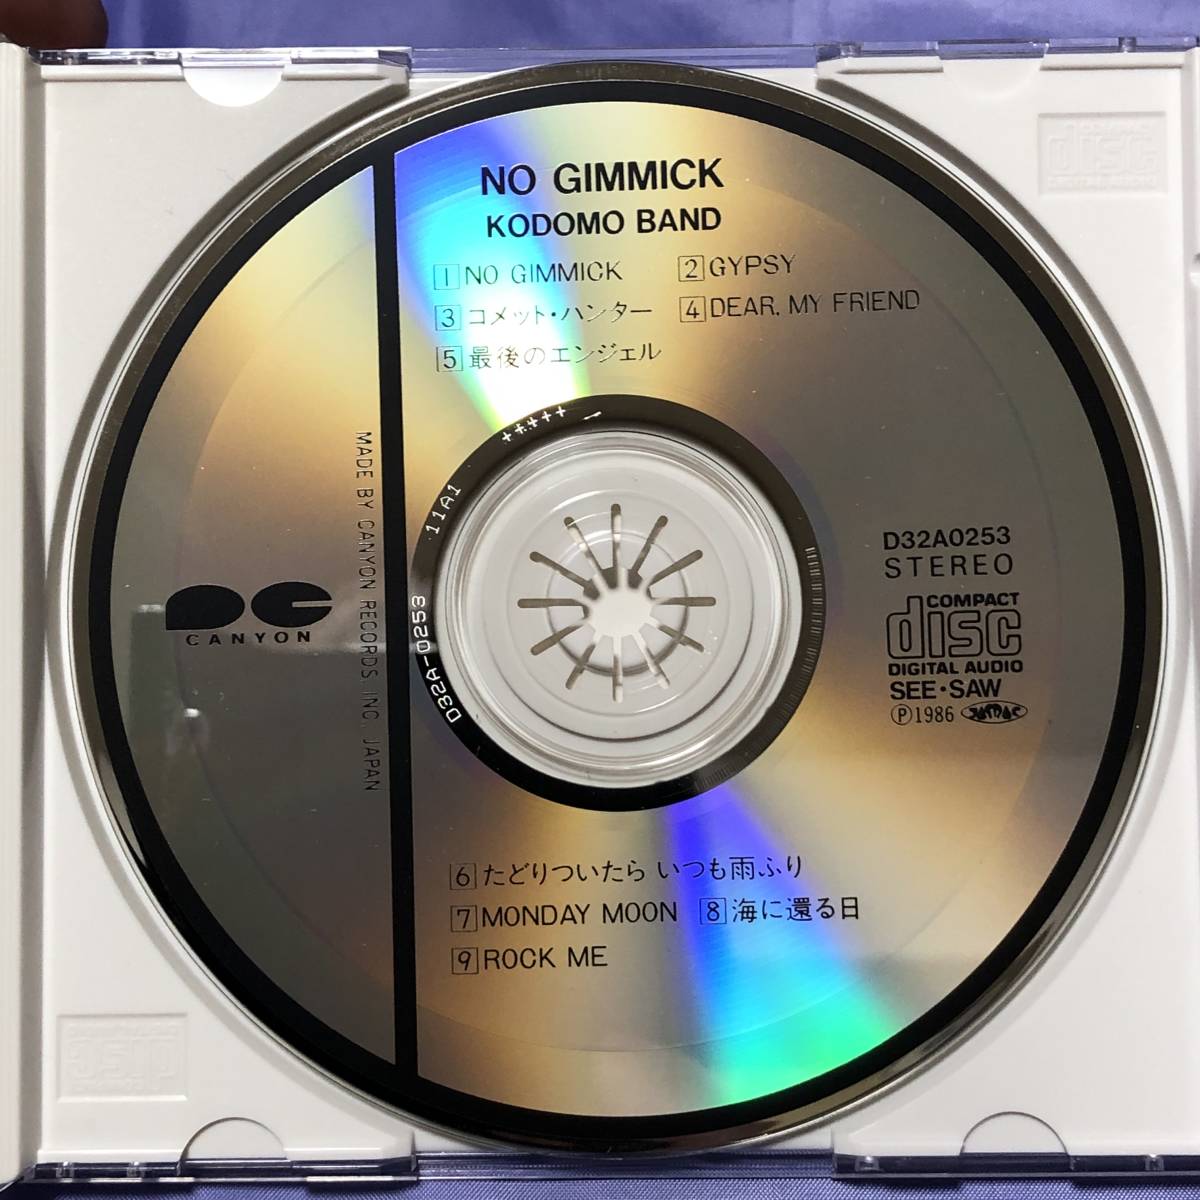 NO GIMMICK
KODOMO BAND
1 NO GIMMICK 2 GYPSY
3 コメット・ハンター 4 DEAR, MY FRIEND
5 最後のエンジェル
MADE BY CANYON RECORDS INC. JAPAN
CANYON
D32A-0253 11A1 +++++ —
D32A0253
STEREO
COMPACT
disc
DIGITAL AUDIO
SEE・SAW
Ⓟ1986
6 たどりついたら いつも雨ふり
7 MONDAY MOON 8 海に還る日
9 ROCK ME